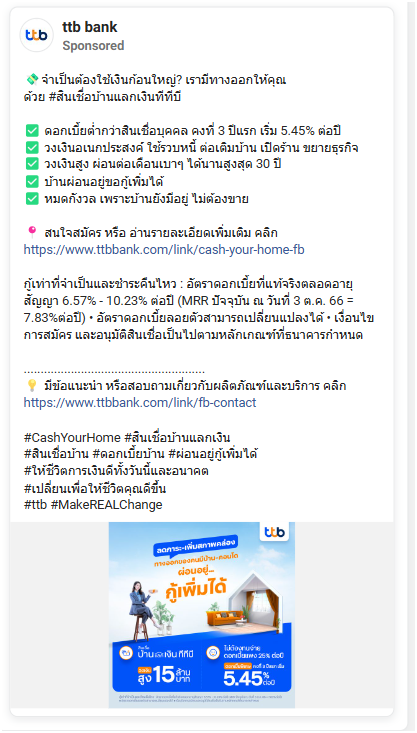 ttb
ttb bank
Sponsored
💸 จำเป็นต้องใช้เงินก้อนใหญ่? เรามีทางออกให้คุณ
ด้วย #สินเชื่อบ้านแลกเงินทีทีบี
✅ ดอกเบี้ยต่ำกว่าสินเชื่อบุคคล คงที่ 3 ปีแรก เริ่ม 5.45% ต่อปี
✅ วงเงินอเนกประสงค์ ใช้รวบหนี้ ต่อเติมบ้าน เปิดร้าน ขยายธุรกิจ
✅ วงเงินสูง ผ่อนต่อเดือนเบาๆ ได้นานสูงสุด 30 ปี
✅ บ้านผ่อนอยู่ขอกู้เพิ่มได้
✅ หมดกังวล เพราะบ้านยังมีอยู่ ไม่ต้องขาย
📍 สนใจสมัคร หรือ อ่านรายละเอียดเพิ่มเติม คลิก
https://www.ttbbank.com/link/cash-your-home-fb
กู้เท่าที่จำเป็นและชำระคืนไหว : อัตราดอกเบี้ยที่แท้จริงตลอดอายุ
สัญญา 6.57% - 10.23% ต่อปี (MRR ปัจจุบัน ณ วันที่ 3 ต.ค. 66 =
7.83%ต่อปี) • อัตราดอกเบี้ยลอยตัวสามารถเปลี่ยนแปลงได้ • เงื่อนไข
การสมัคร และอนุมัติสินเชื่อเป็นไปตามหลักเกณฑ์ที่ธนาคารกำหนด
......................................................
💡 มีข้อแนะนำ หรือสอบถามเกี่ยวกับผลิตภัณฑ์และบริการ คลิก
https://www.ttbbank.com/link/fb-contact
#CashYourHome #สินเชื่อบ้านแลกเงิน
#สินเชื่อบ้าน #ดอกเบี้ยบ้าน #ผ่อนอยู่กู้เพิ่มได้
#ให้ชีวิตการเงินดีทั้งวันนี้และอนาคต
#เปลี่ยนเพื่อให้ชีวิตคุณดีขึ้น
#ttb #MakeREALChange
ttb
ลดภาระ-เพิ่มสภาพคล่อง
ทางออกของคนมีบ้าน-คอนโด
ผ่อนอยู่...
กู้เพิ่มได้
บ้านแลกเงิน ทีทีบี
สูง 15 ล้านบาท
ไม่ต้องทนจ่าย
ดอกเบี้ยแพง 25% ต่อปี
5.45% ต่อปี